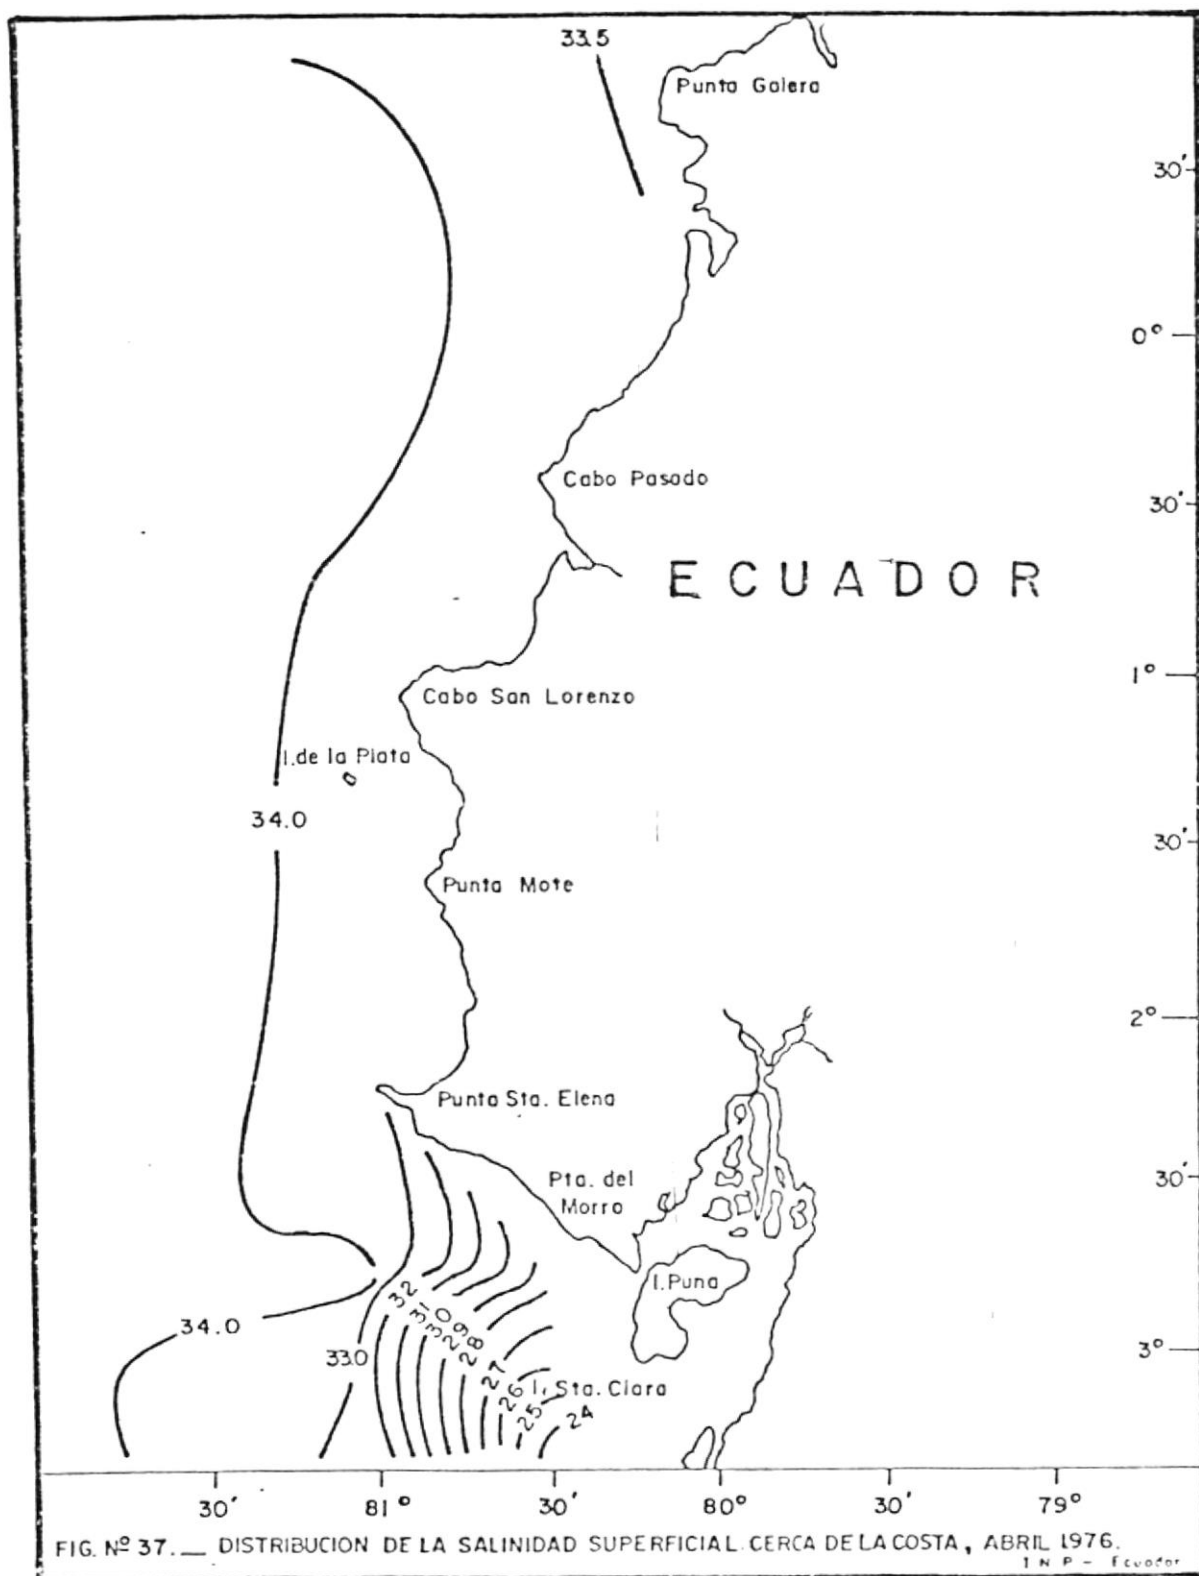 33.5
Punta Galera
30'
0°
Cabo Pasado
30'
ECUADOR
1°
Cabo San Lorenzo
I. de la Plata
34.0
30'
Punta Mote
2°
Punta Sta. Elena
Pta. del
Morro
30'
I. Puna
34.0
33.0
32
31
30
29
28
27
26
25
24
I. Sta. Clara
3°
30'
81°
30'
80°
30'
79°
FIG. Nº 37.__ DISTRIBUCION DE LA SALINIDAD SUPERFICIAL CERCA DE LA COSTA, ABRIL 1976.
I N P - Ecuador